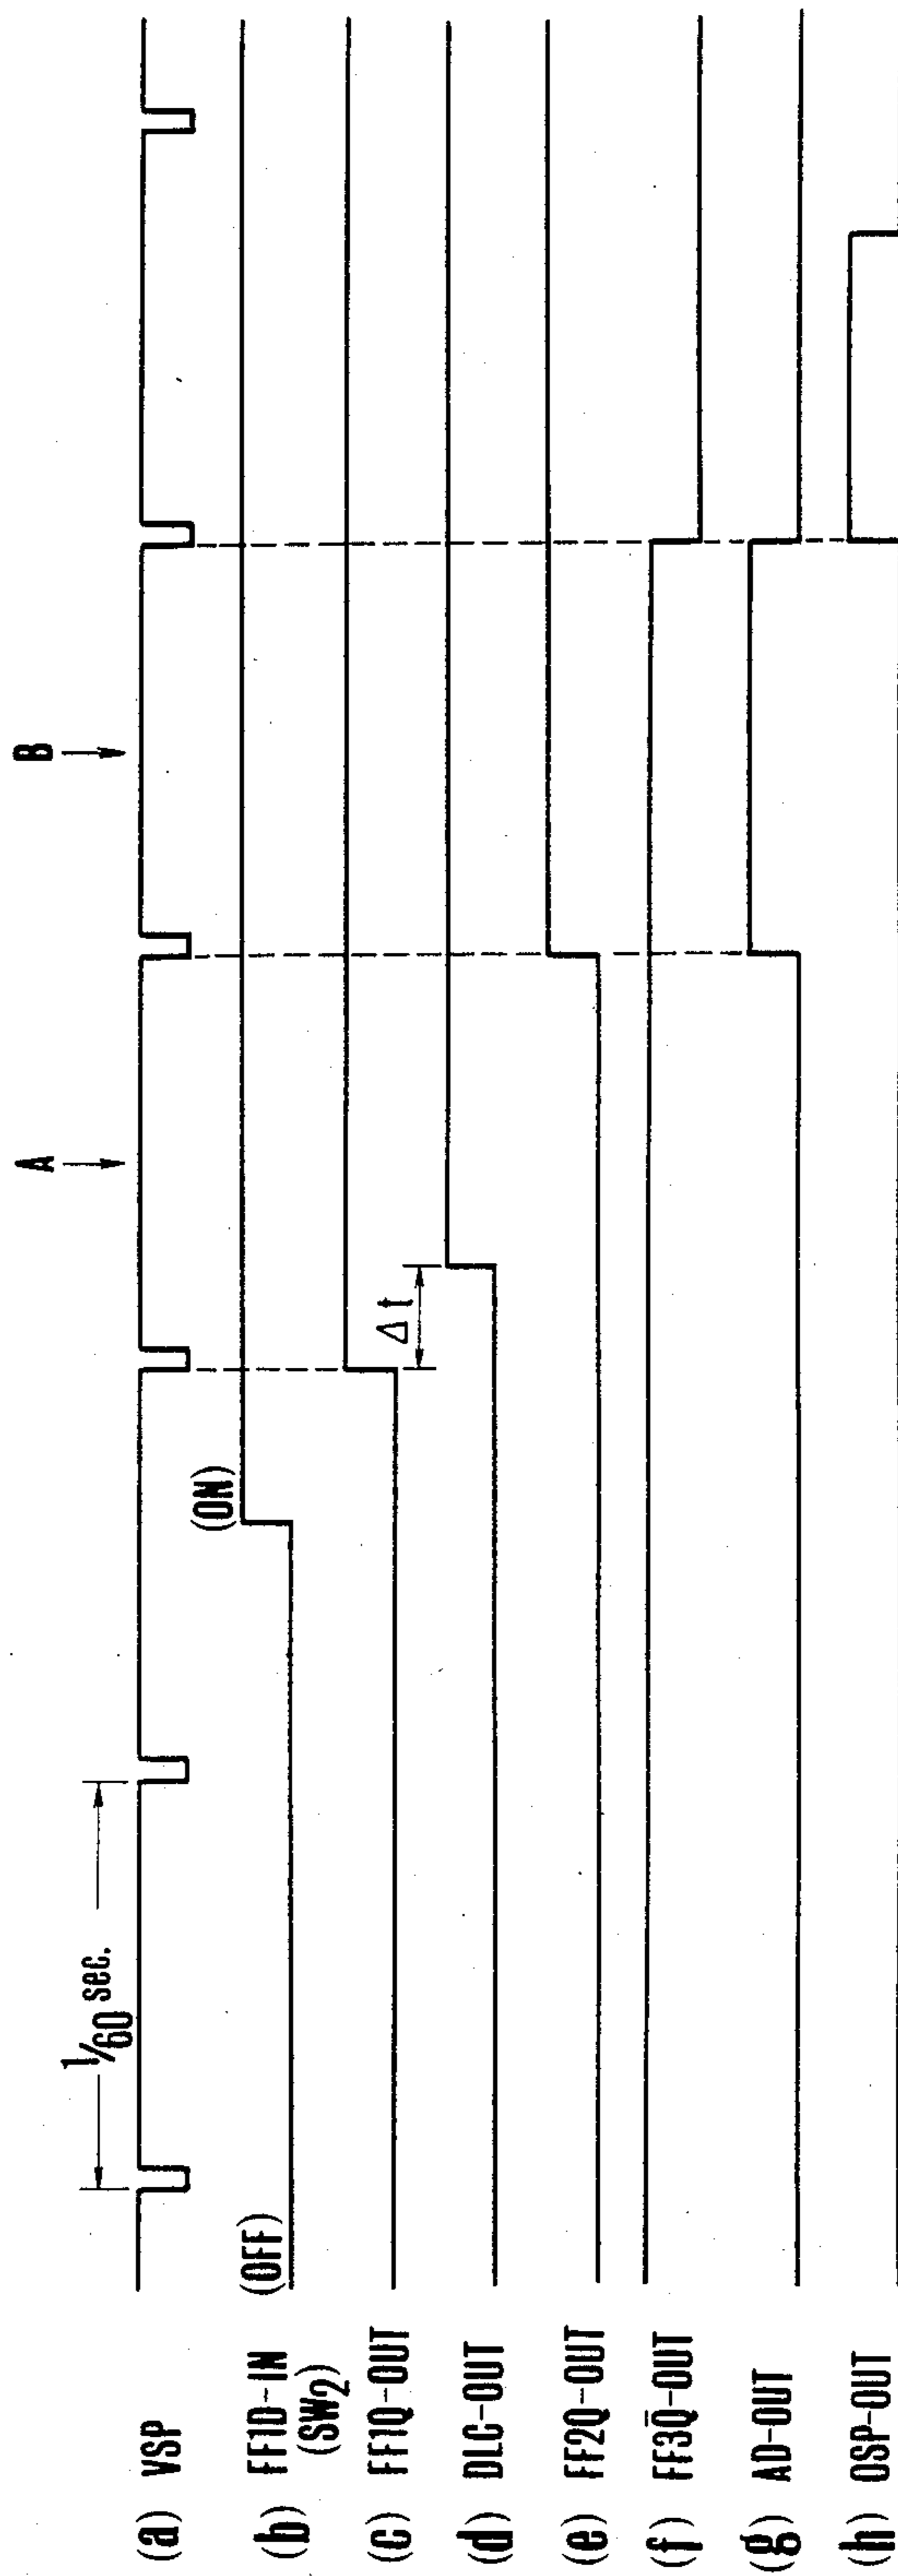 A
B
1/60 sec.
(a) VSP
(OFF)
(ON)
(b) FF1D-IN
(SW2)
(c) FF1Q-OUT
Δt
(d) DLC-OUT
(e) FF2Q-OUT
(f) FF3Q̄-OUT
(g) AD-OUT
(h) OSP-OUT